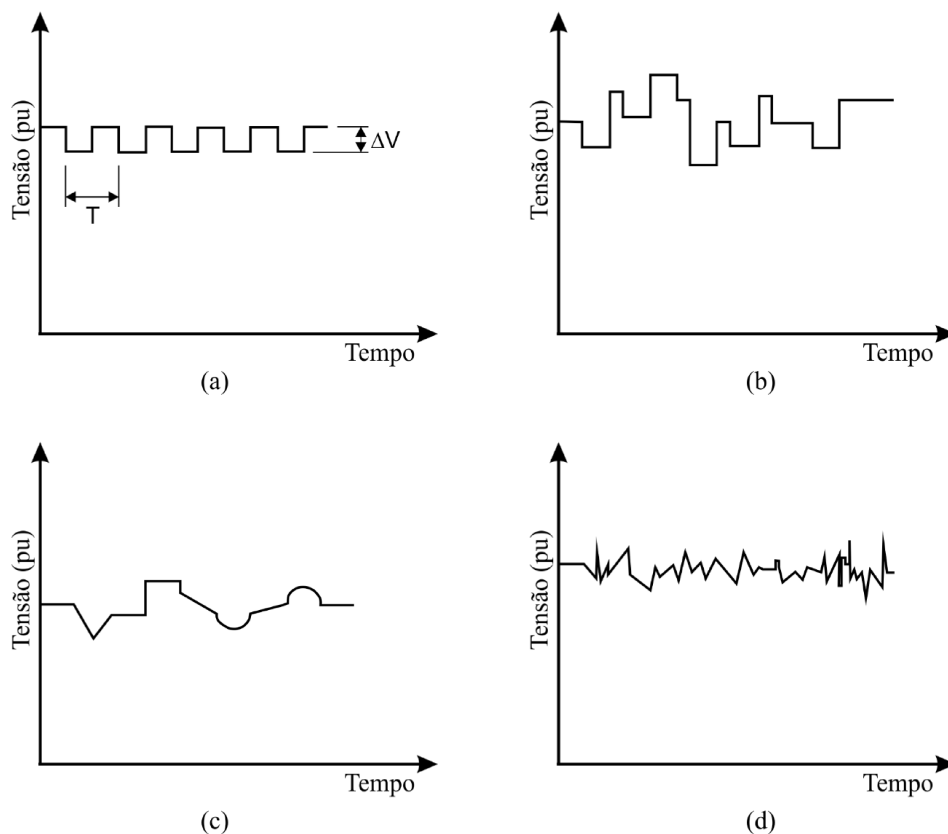 Tensão (pu)
ΔV
T
Tempo
(a)
Tensão (pu)
Tempo
(b)
Tensão (pu)
Tempo
(c)
Tensão (pu)
Tempo
(d)